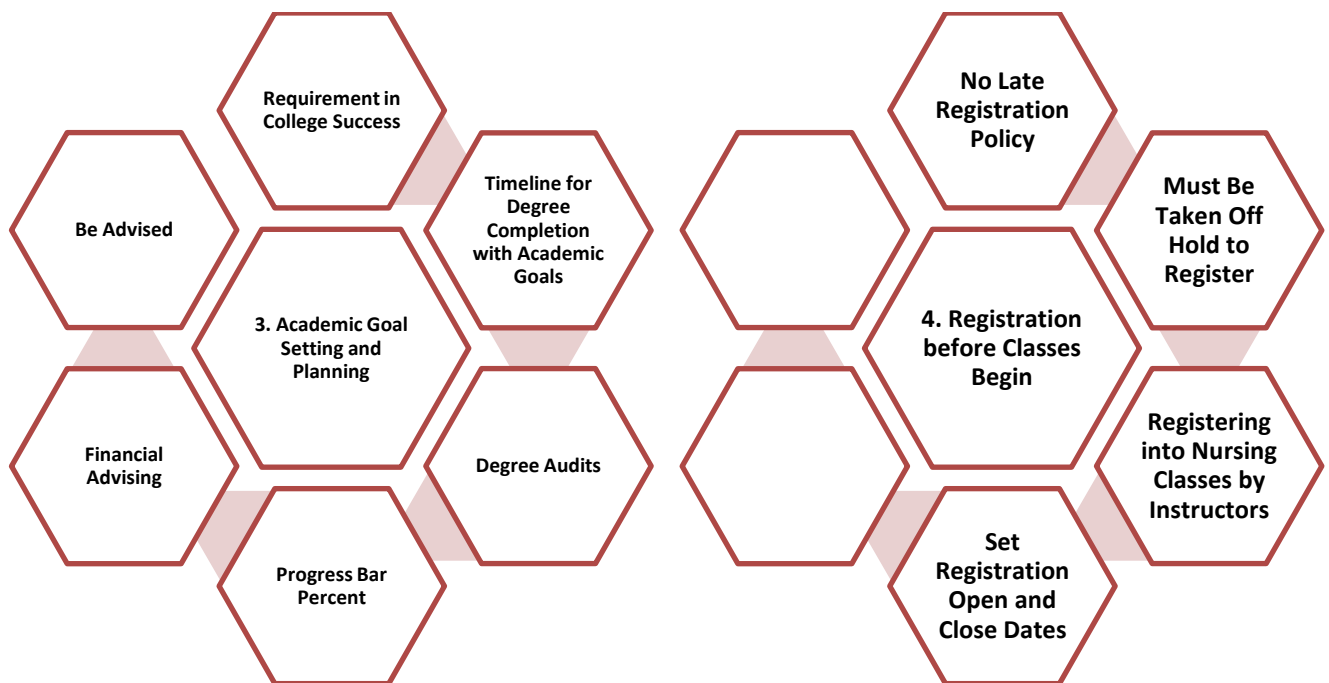 Requirement in
College Success
Timeline for
Degree
Completion
with Academic
Goals
Degree Audits
Progress Bar
Percent
Financial
Advising
Be Advised
3. Academic Goal
Setting and
Planning
No Late
Registration
Policy
Must Be
Taken Off
Hold to
Register
Registering
into Nursing
Classes by
Instructors
Set
Registration
Open and
Close Dates
4. Registration
before Classes
Begin